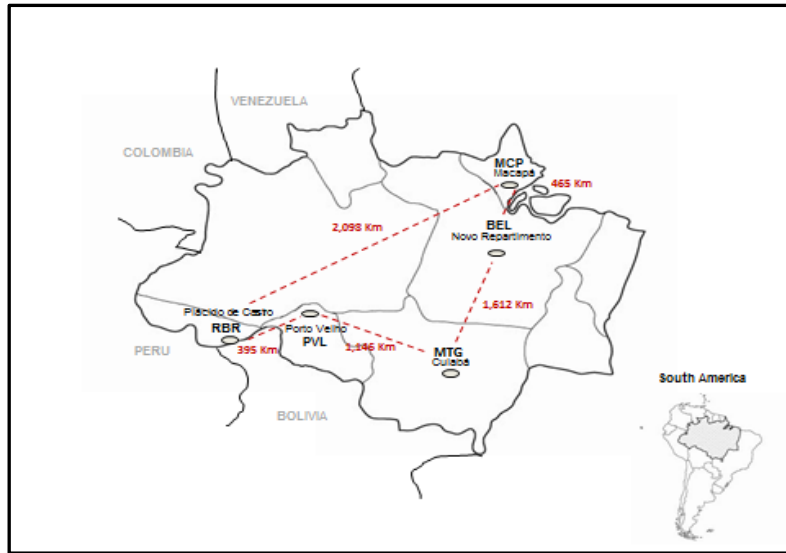 VENEZUELA
COLOMBIA
MCP
Macapá
465 Km
2,098 Km
BEL
Novo Repartimento
1,612 Km
Plácido de Castro
RBR
Porto Velho
PVL
395 Km
1,146 Km
MTG
Cuiabá
PERU
BOLIVIA
South America